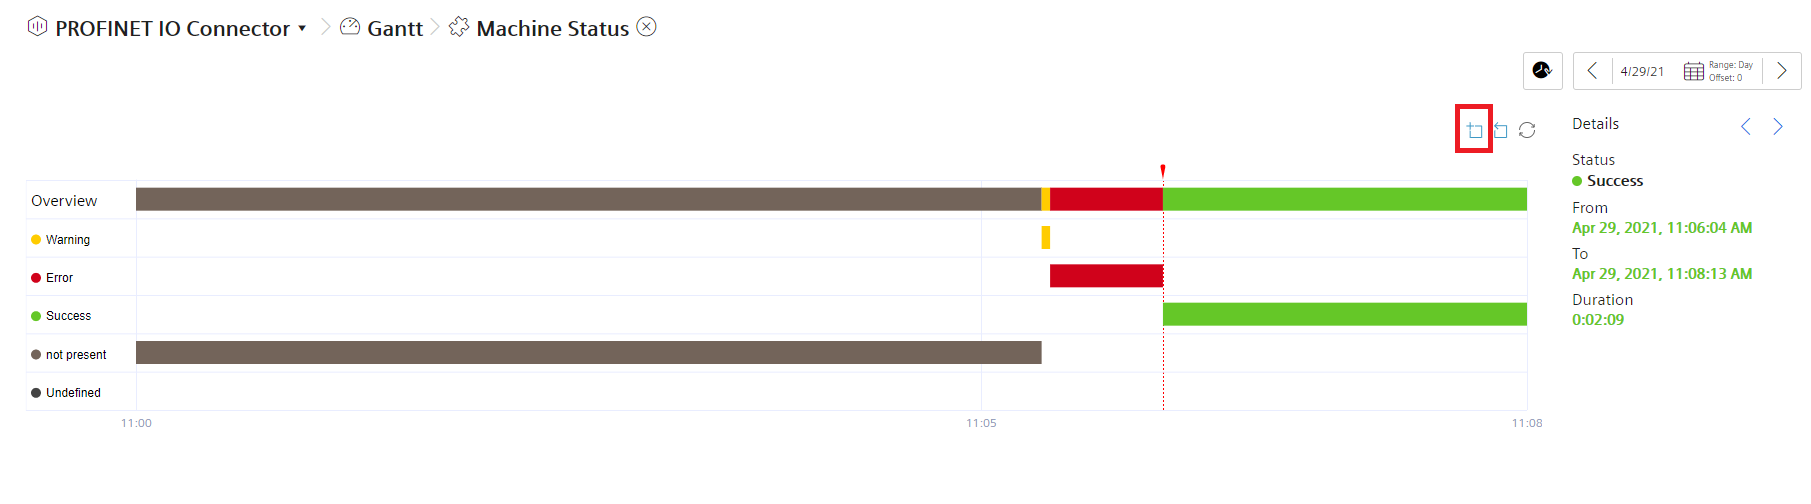 PROFINET IO Connector Gantt Machine Status
4/29/21
Range: Day
Offset: 0
Details
Status
Success
From
Apr 29, 2021, 11:06:04 AM
To
Apr 29, 2021, 11:08:13 AM
Duration
0:02:09
Overview
Warning
Error
Success
not present
Undefined
11:00 11:05 11:08